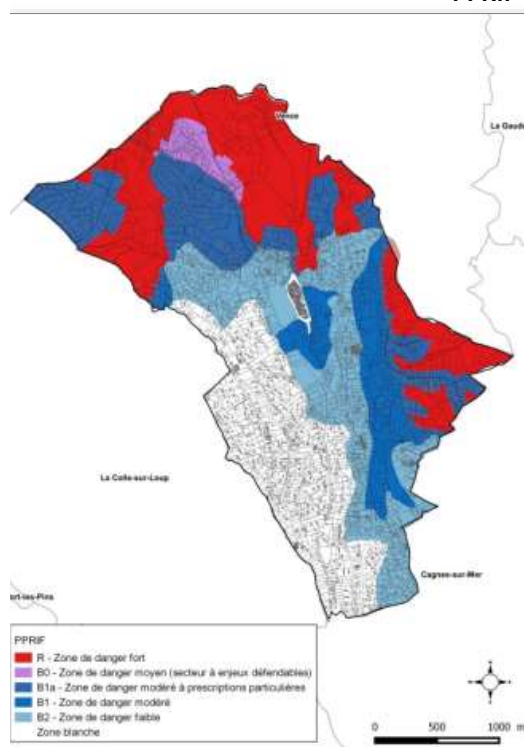 Vence
La Gaude
La Colle-sur-Loup
Cagnes-sur-Mer
PPRIF
R - Zone de danger fort
B0 - Zone de danger moyen (secteur à enjeux défendables)
B1a - Zone de danger modéré à prescriptions particulières
B1 - Zone de danger modéré
B2 - Zone de danger faible
Zone blanche
0 500 1000 m